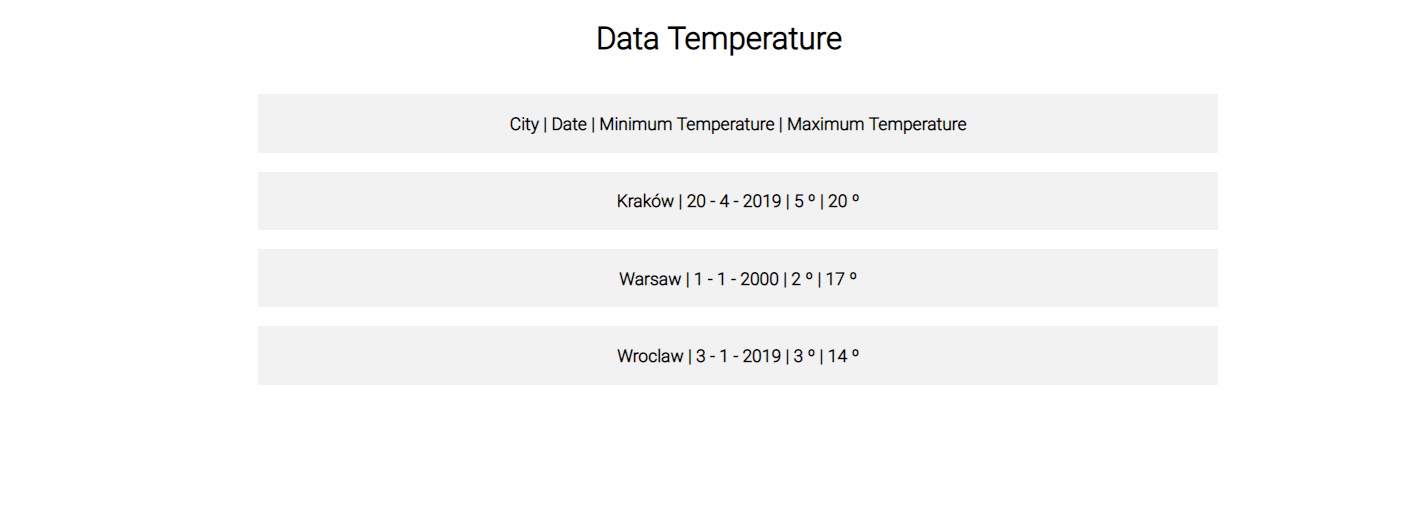 Data Temperature
City | Date | Minimum Temperature | Maximum Temperature
Kraków | 20 - 4 - 2019 | 5 º | 20 º
Warsaw | 1 - 1 - 2000 | 2 º | 17 º
Wroclaw | 3 - 1 - 2019 | 3 º | 14 º